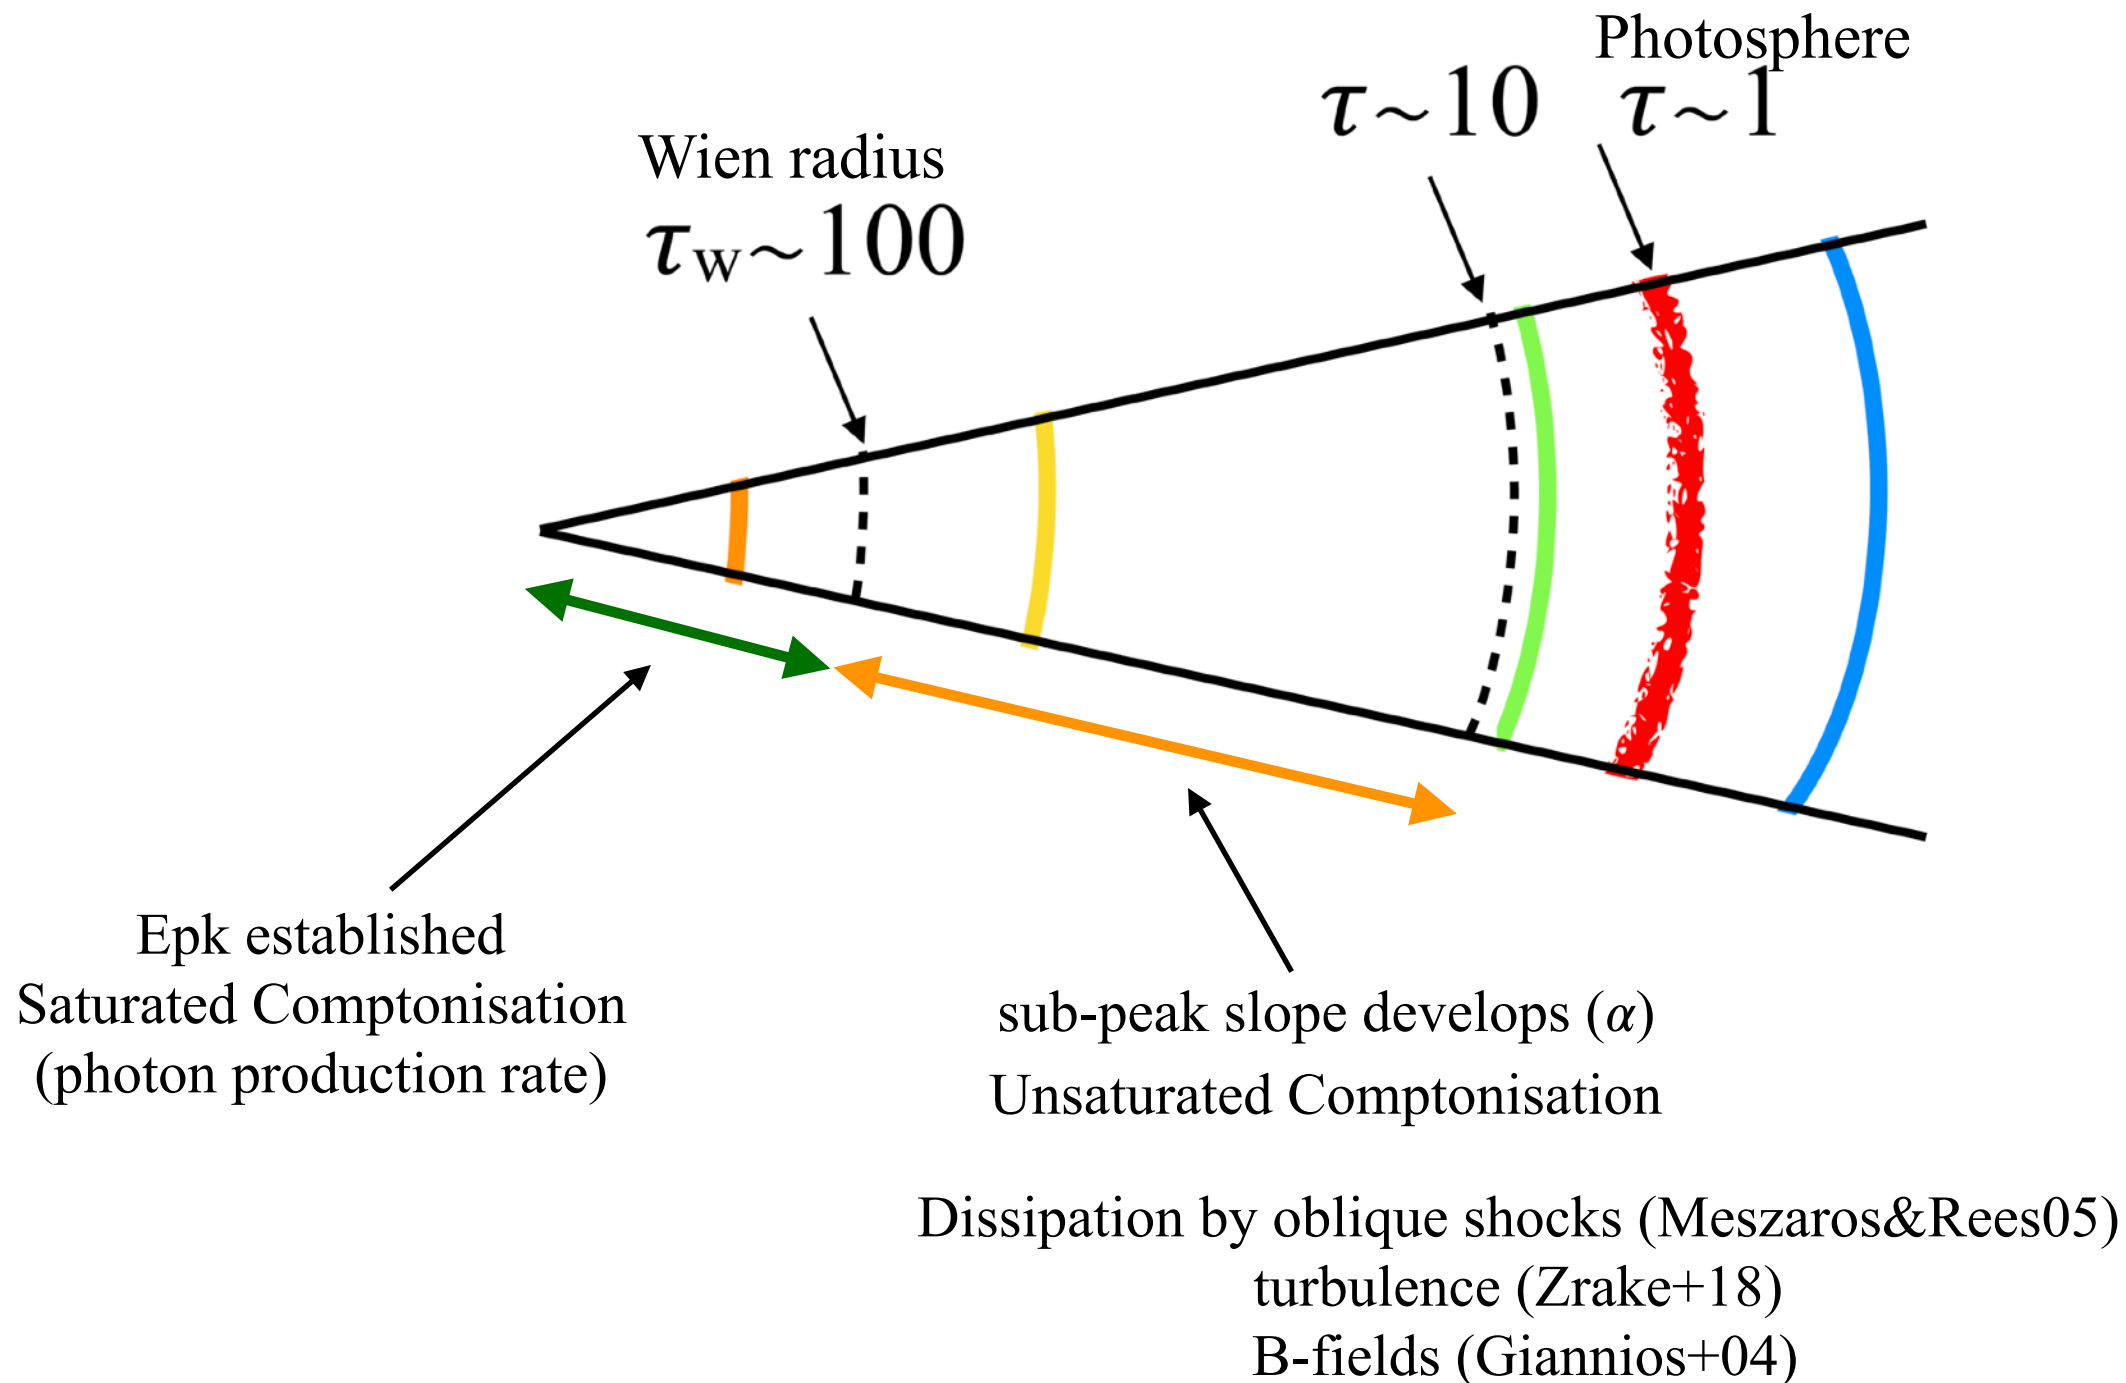 Photosphere
τ~10
τ~1
Wien radius
τw~100
Epk established
Saturated Comptonisation
(photon production rate)
sub-peak slope develops (α)
Unsaturated Comptonisation
Dissipation by oblique shocks (Meszaros&Rees05)
turbulence (Zrake+18)
B-fields (Giannios+04)